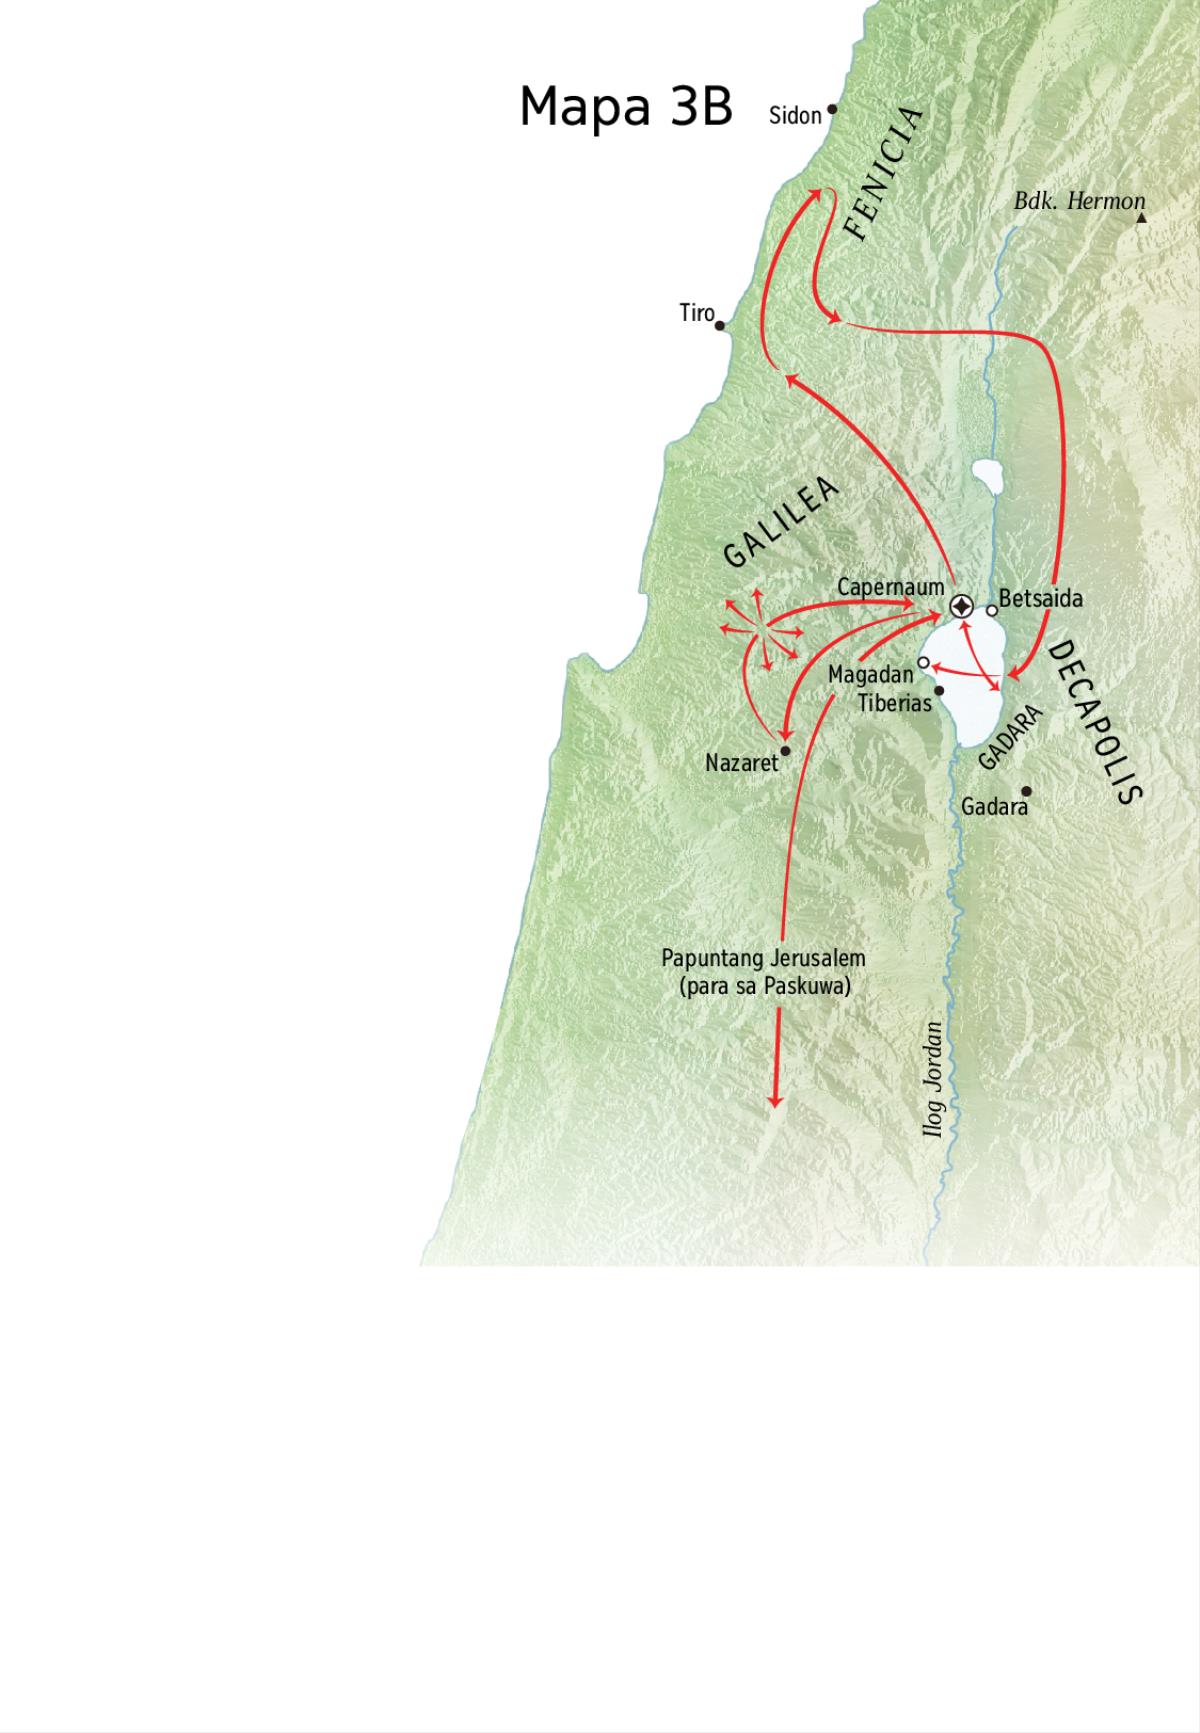 Mapa 3B
Sidon
FENICIA
Bdk. Hermon
Tiro
GALILEA
Capernaum
Betsaida
Magadan
Tiberias
DECAPOLIS
GADARA
Nazaret
Gadara
Papuntang Jerusalem
(para sa Paskuwa)
Ilog Jordan